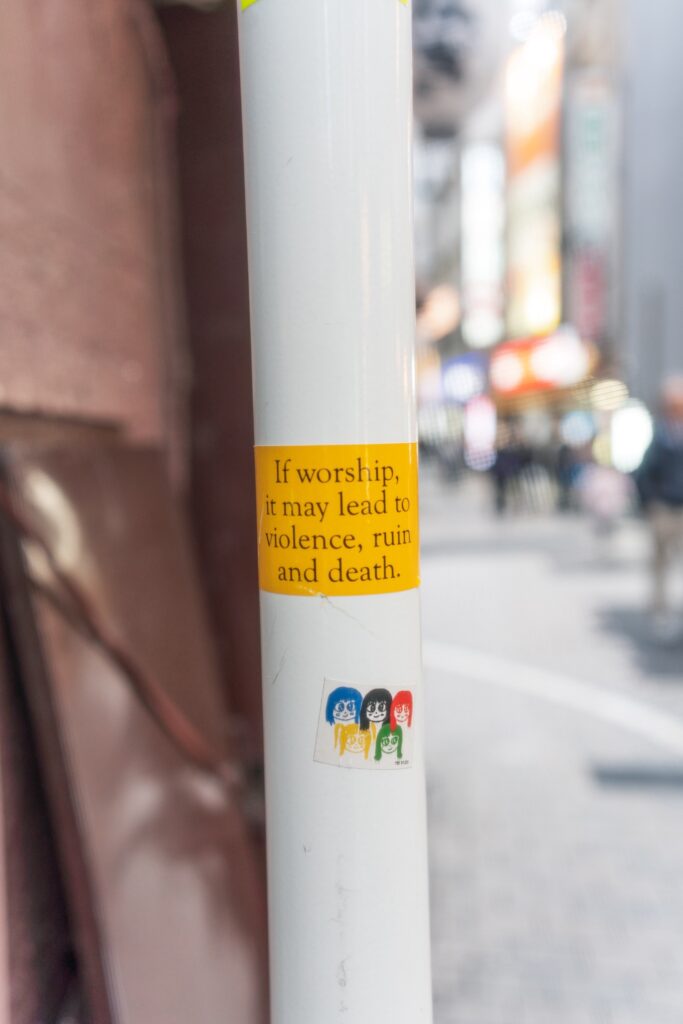 If worship,
it may lead to
violence, ruin
and death.